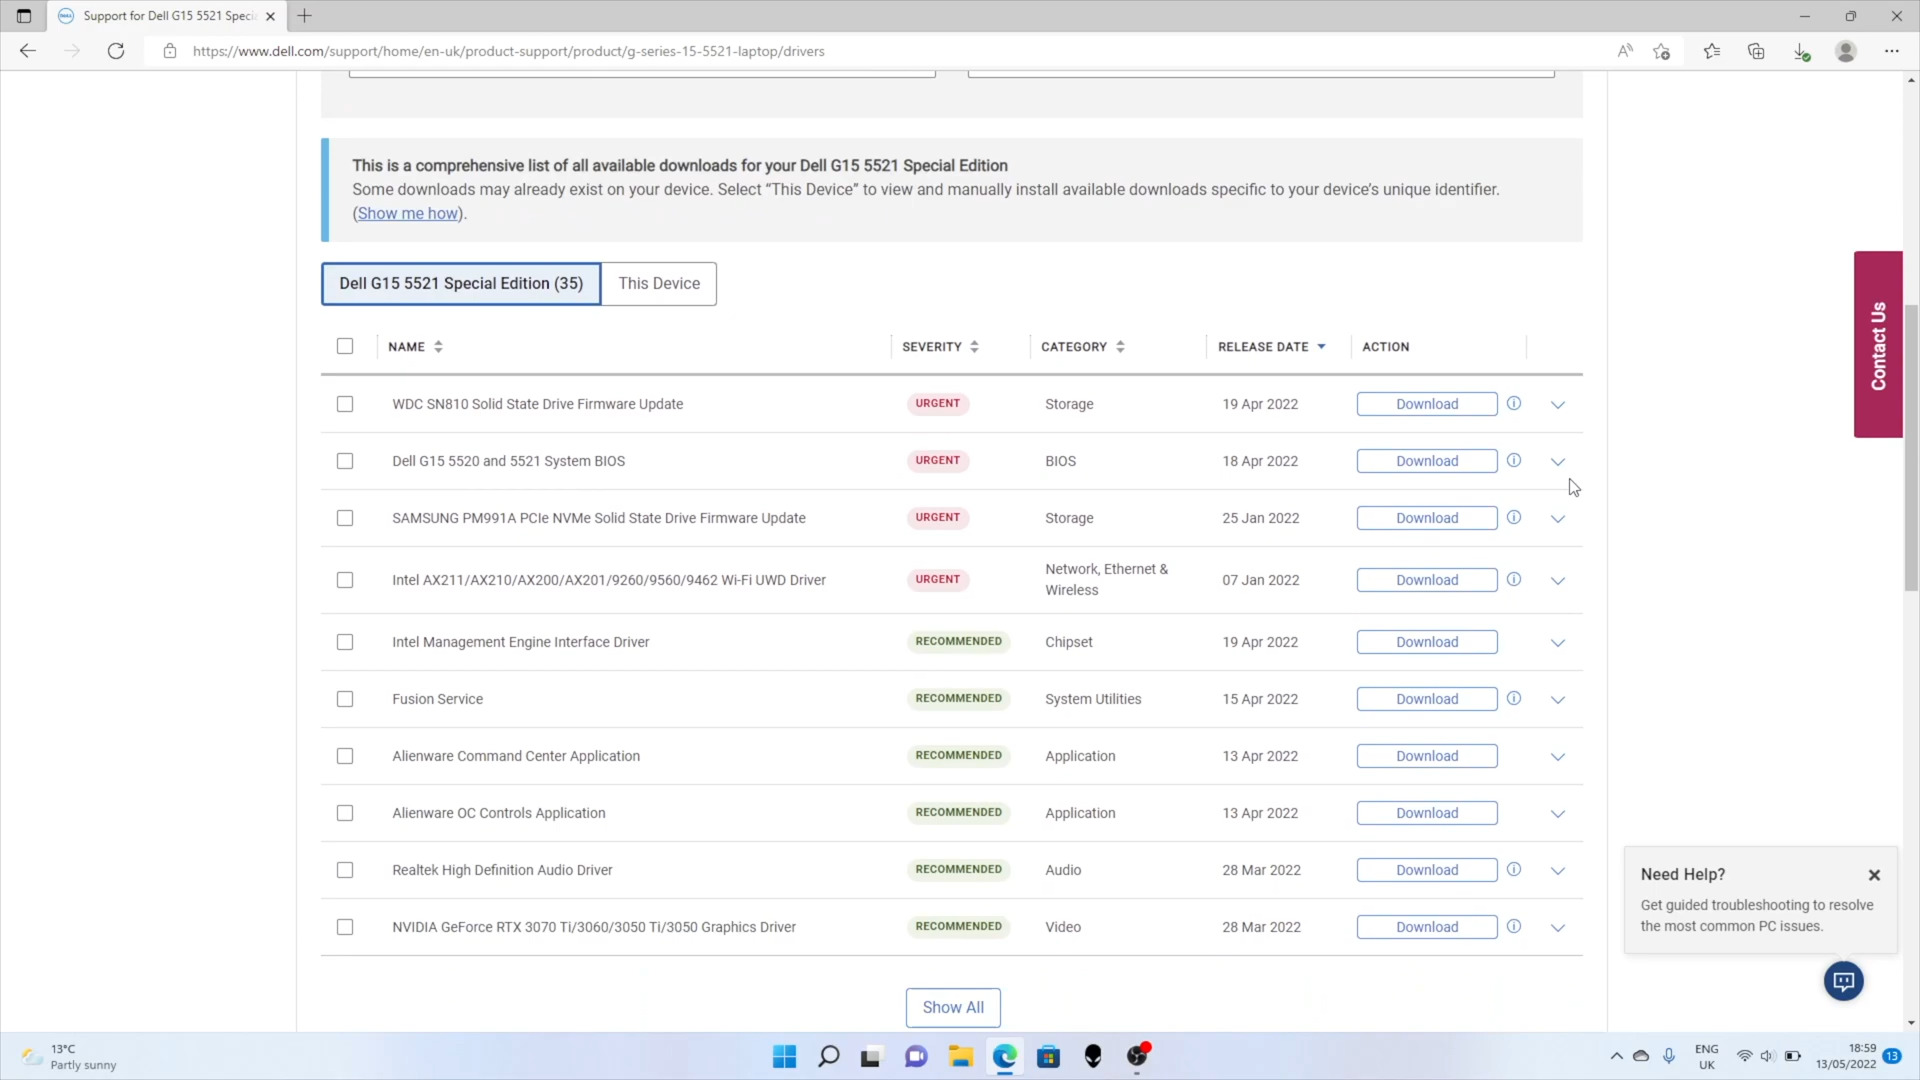 Support for Dell G15 5521 Speci
https://www.dell.com/support/home/en-uk/product-support/product/g-series-15-5521-laptop/drivers
This is a comprehensive list of all available downloads for your Dell G15 5521 Special Edition
Some downloads may already exist on your device. Select “This Device” to view and manually install available downloads specific to your device’s unique identifier.
(Show me how).
Dell G15 5521 Special Edition (35) This Device
NAME SEVERITY CATEGORY RELEASE DATE ACTION
WDC SN810 Solid State Drive Firmware Update URGENT Storage 19 Apr 2022 Download
Dell G15 5520 and 5521 System BIOS URGENT BIOS 18 Apr 2022 Download
SAMSUNG PM991A PCIe NVMe Solid State Drive Firmware Update URGENT Storage 25 Jan 2022 Download
Intel AX211/AX210/AX200/AX201/9260/9560/9462 Wi-Fi UWD Driver URGENT Network, Ethernet & Wireless 07 Jan 2022 Download
Intel Management Engine Interface Driver RECOMMENDED Chipset 19 Apr 2022 Download
Fusion Service RECOMMENDED System Utilities 15 Apr 2022 Download
Alienware Command Center Application RECOMMENDED Application 13 Apr 2022 Download
Alienware OC Controls Application RECOMMENDED Application 13 Apr 2022 Download
Realtek High Definition Audio Driver RECOMMENDED Audio 28 Mar 2022 Download
NVIDIA GeForce RTX 3070 Ti/3060/3050 Ti/3050 Graphics Driver RECOMMENDED Video 28 Mar 2022 Download
Show All
Contact Us
Need Help?
Get guided troubleshooting to resolve
the most common PC issues.
13°C
Partly sunny
ENG
UK
18:59
13/05/2022
13